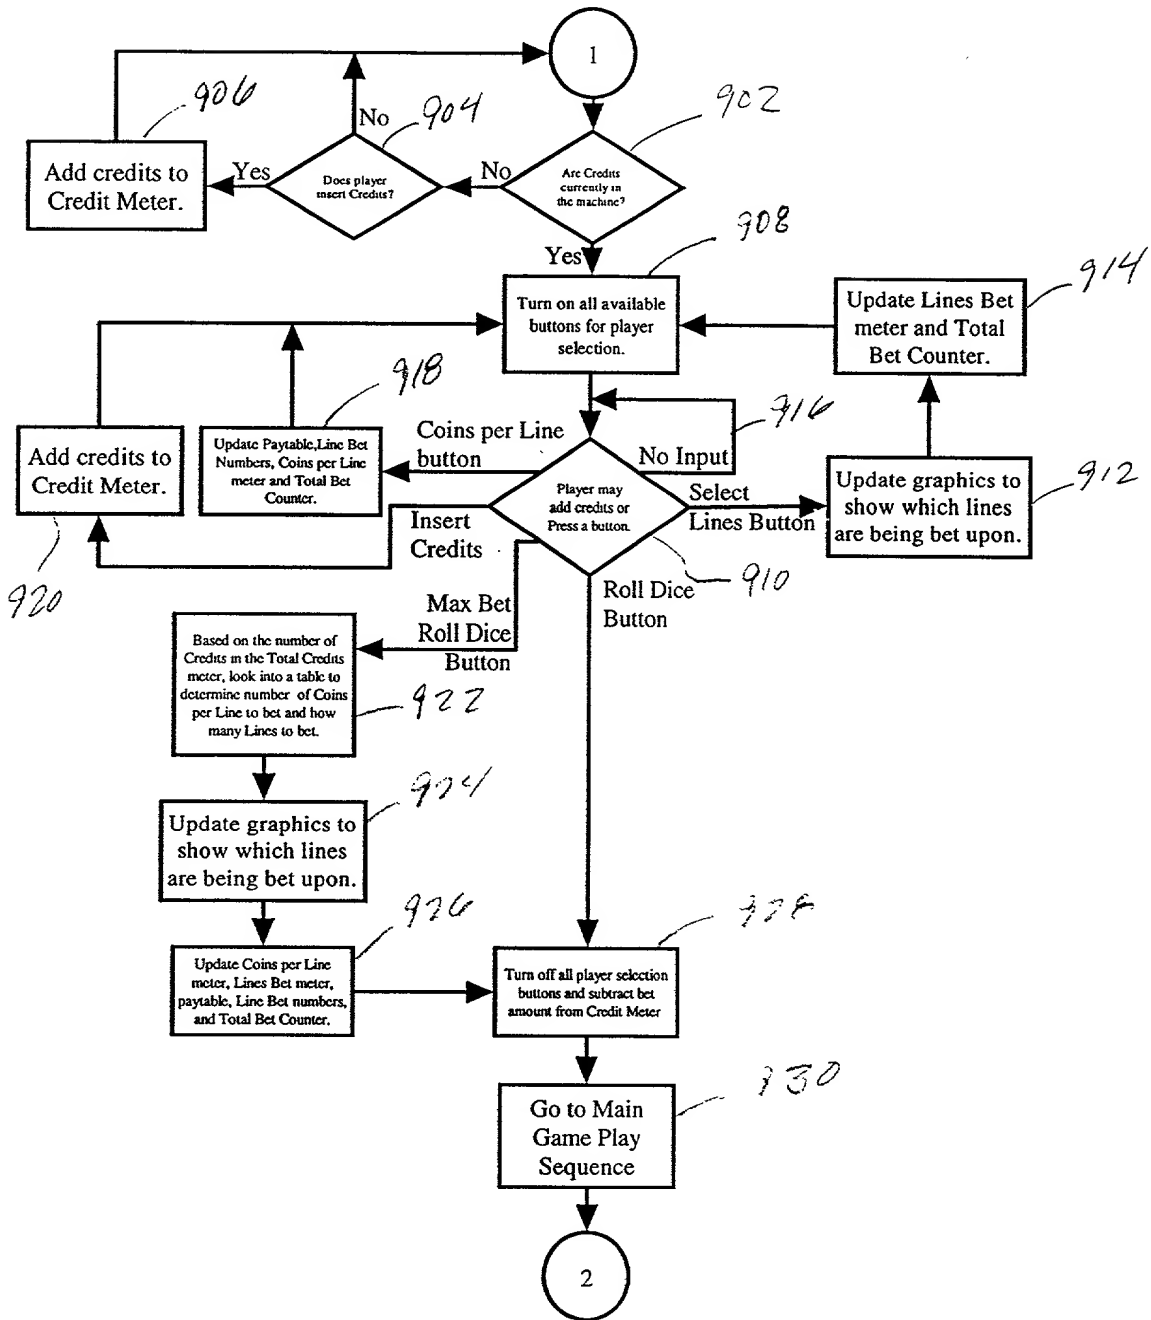 1
906
904
902
No
Add credits to
Credit Meter.
Yes
Does player
insert Credits?
No
Are Credits
currently in
the machine?
908
Yes
914
Turn on all available
buttons for player
selection.
Update Lines Bet
meter and Total
Bet Counter.
918
916
Add credits to
Credit Meter.
Update Paytable,Line Bet
Numbers, Coins per Line
meter and Total Bet
Counter.
Coins per Line
button
No Input
Player may
add credits or
Press a button.
Select
Lines Button
Update graphics to
show which lines
are being bet upon.
912
Insert
Credits
920
910
Max Bet
Roll Dice
Button
Roll Dice
Button
Based on the number of
Credits in the Total Credits
meter, look into a table to
determine number of Coins
per Line to bet and how
many Lines to bet.
922
924
Update graphics to
show which lines
are being bet upon.
926
928
Update Coins per Line
meter, Lines Bet meter,
paytable, Line Bet numbers,
and Total Bet Counter.
Turn off all player selection
buttons and subtract bet
amount from Credit Meter
930
Go to Main
Game Play
Sequence
2